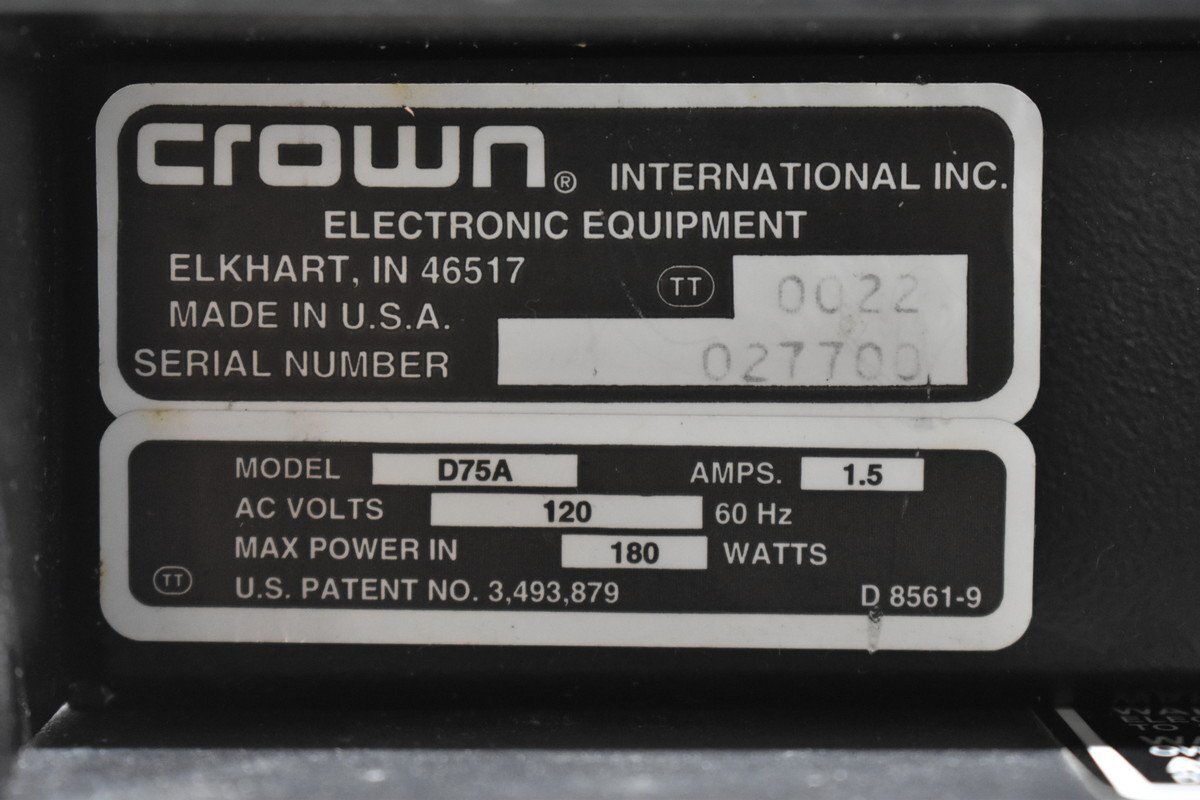 crown® INTERNATIONAL INC.
ELECTRONIC EQUIPMENT
ELKHART, IN 46517
MADE IN U.S.A.
TT 0022
SERIAL NUMBER 027700
MODEL D75A AMPS. 1.5
AC VOLTS 120 60 Hz
MAX POWER IN 180 WATTS
TT U.S. PATENT NO. 3,493,879 D 8561-9
TO